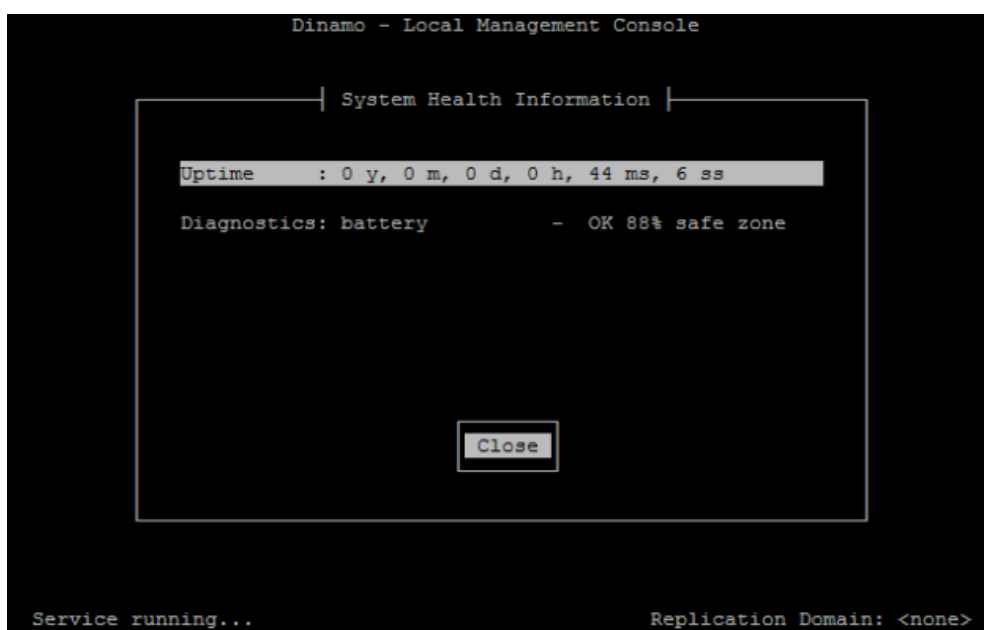 Dinamo - Local Management Console
System Health Information
Uptime     : 0 y, 0 m, 0 d, 0 h, 44 ms, 6 ss
Diagnostics: battery          -  OK 88% safe zone
Close
Service running...                                Replication Domain: <none>